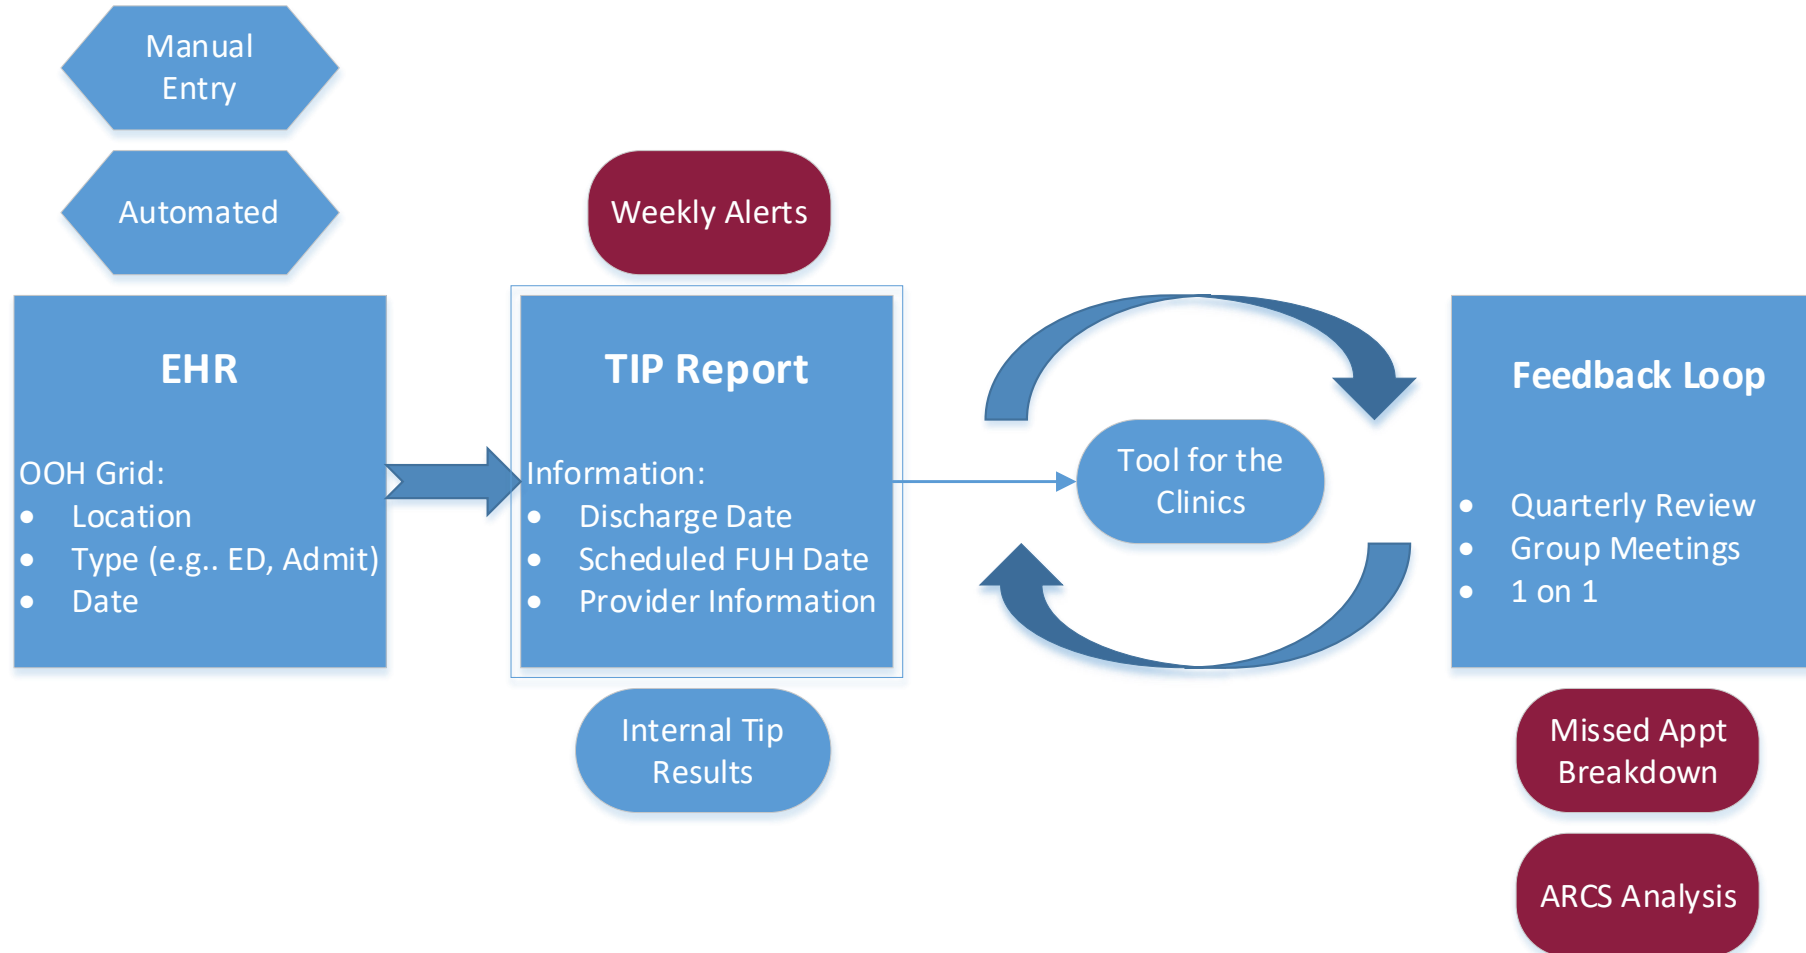 Manual
Entry
Automated
EHR
OOH Grid:
• Location
• Type (e.g.. ED, Admit)
• Date
Weekly Alerts
TIP Report
Information:
• Discharge Date
• Scheduled FUH Date
• Provider Information
Internal Tip
Results
Tool for the
Clinics
Feedback Loop
• Quarterly Review
• Group Meetings
• 1 on 1
Missed Appt
Breakdown
ARCS Analysis